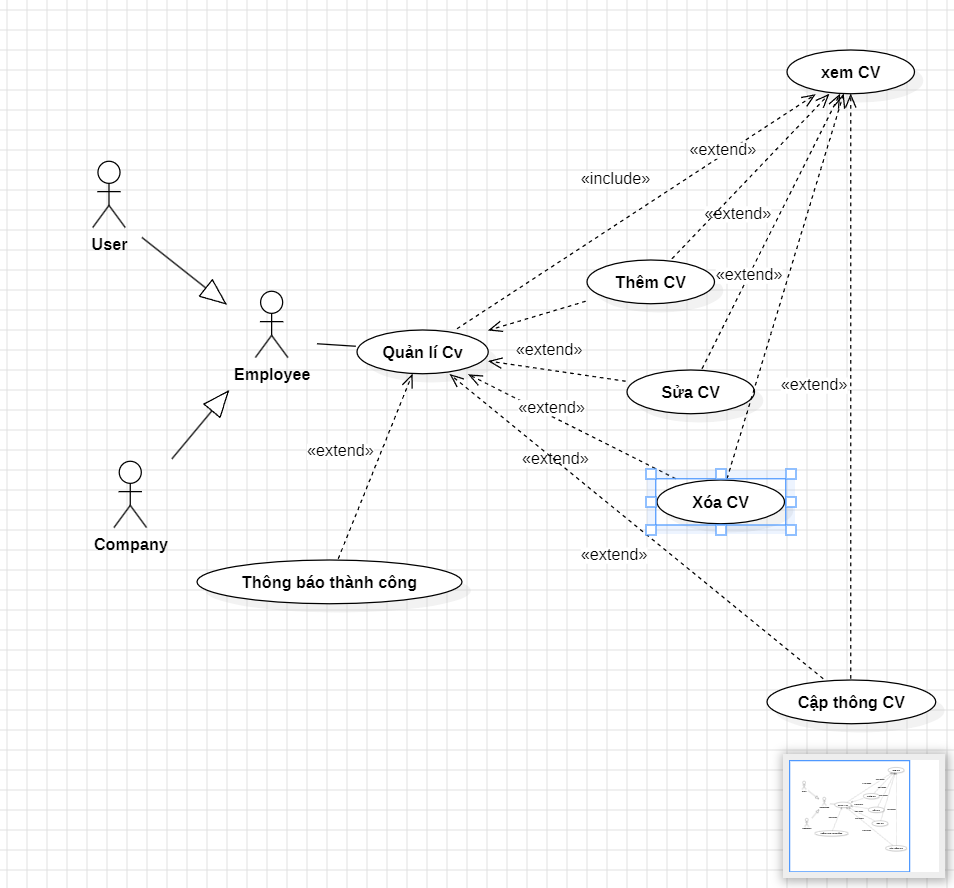 xem CV
«extend»
«include»
User
«extend»
«extend»
Thêm CV
Quản lí Cv
«extend»
Employee
«extend»
Sửa CV
«extend»
«extend»
«extend»
Xóa CV
Company
«extend»
Thông báo thành công
Cập thông CV